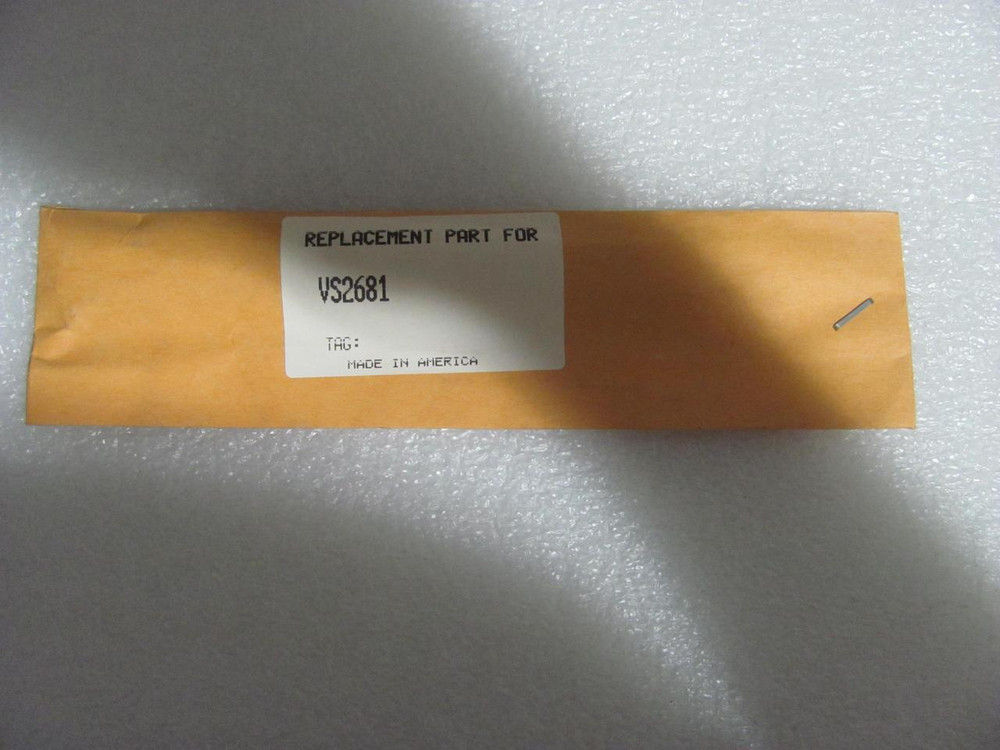 REPLACEMENT PART FOR
VS2681
TAG:
MADE IN AMERICA